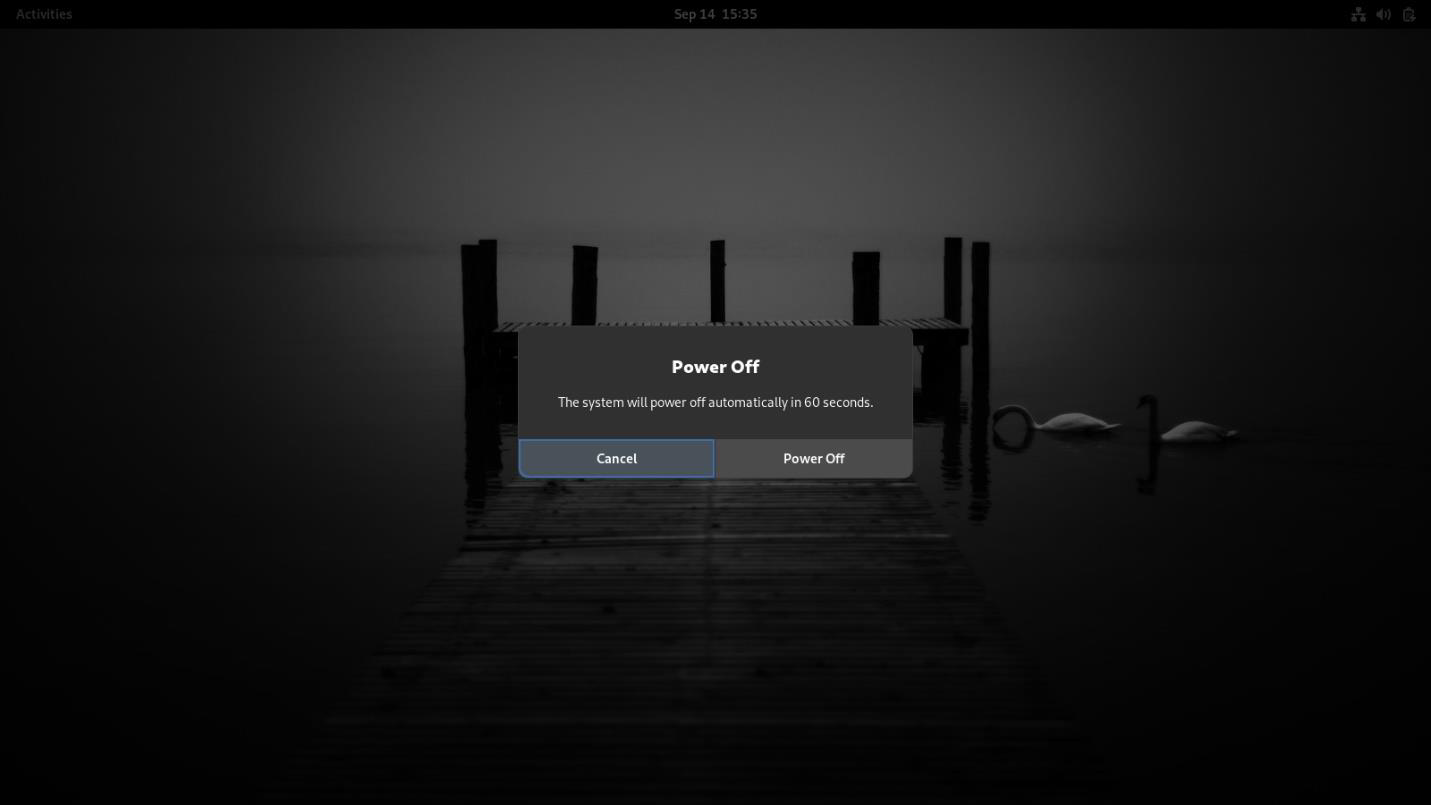 Activities
Sep 14 15:35
Power Off
The system will power off automatically in 60 seconds.
Cancel
Power Off